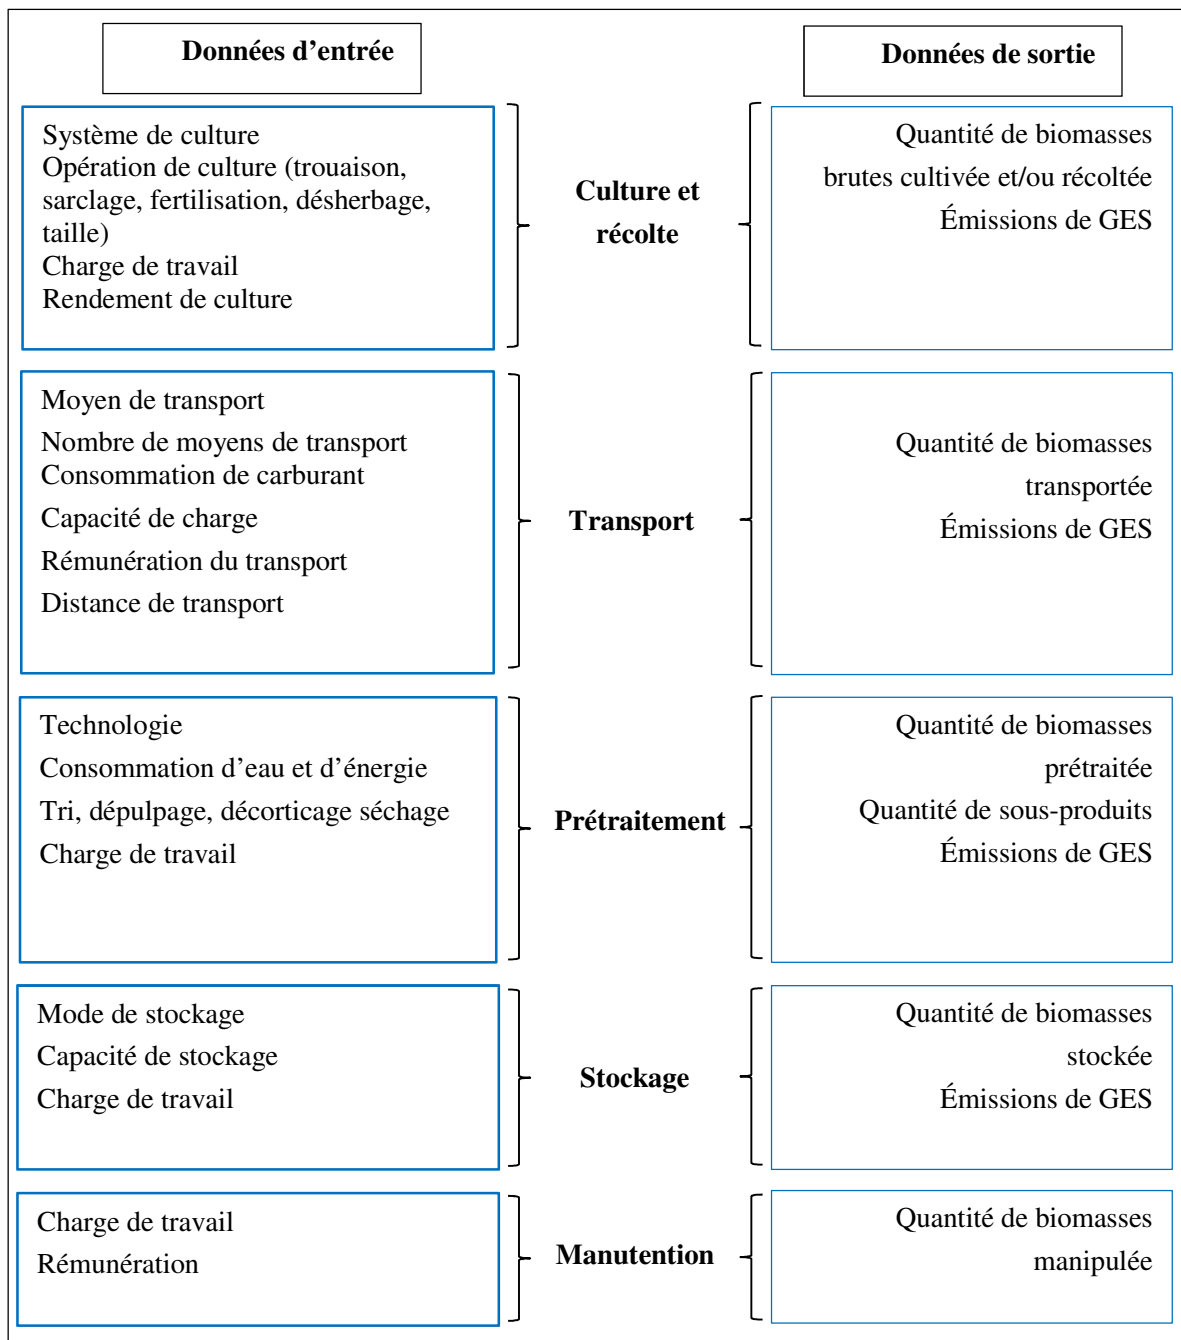 Données d'entrée
Données de sortie
Système de culture
Opération de culture (trouaison,
sarclage, fertilisation, désherbage,
taille)
Charge de travail
Rendement de culture
Culture et
récolte
Quantité de biomasses
brutes cultivée et/ou récoltée
Émissions de GES
Moyen de transport
Nombre de moyens de transport
Consommation de carburant
Capacité de charge
Rémunération du transport
Distance de transport
Transport
Quantité de biomasses
transportée
Émissions de GES
Technologie
Consommation d'eau et d'énergie
Tri, dépulpage, décorticage séchage
Charge de travail
Prétraitement
Quantité de biomasses
prétraitée
Quantité de sous-produits
Émissions de GES
Mode de stockage
Capacité de stockage
Charge de travail
Stockage
Quantité de biomasses
stockée
Émissions de GES
Charge de travail
Rémunération
Manutention
Quantité de biomasses
manipulée